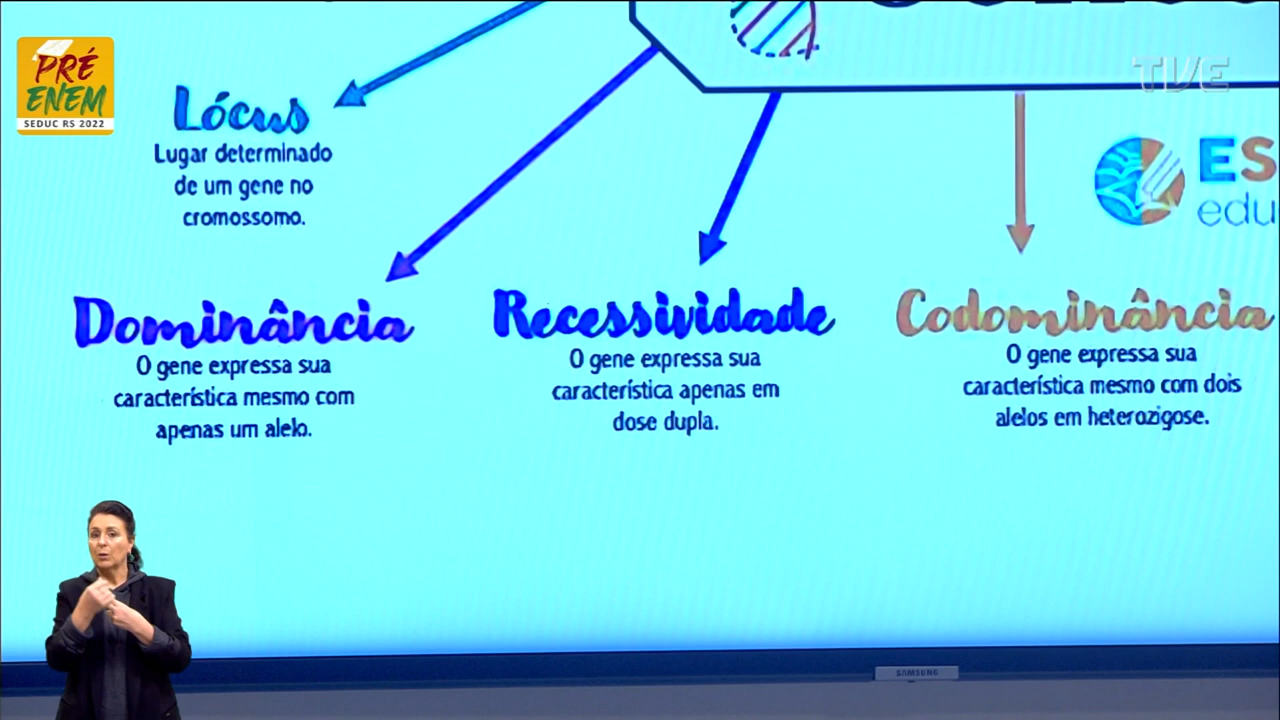 PRÉ
ENEM
SEDUC RS 2022
TVE
Lócus
Lugar determinado
de um gene no
cromossomo.
ES
edu
Dominância
O gene expressa sua
característica mesmo com
apenas um alelo.
Recessividade
O gene expressa sua
característica apenas em
dose dupla.
Codominância
O gene expressa sua
característica mesmo com dois
alelos em heterozigose.
SAMSUNG